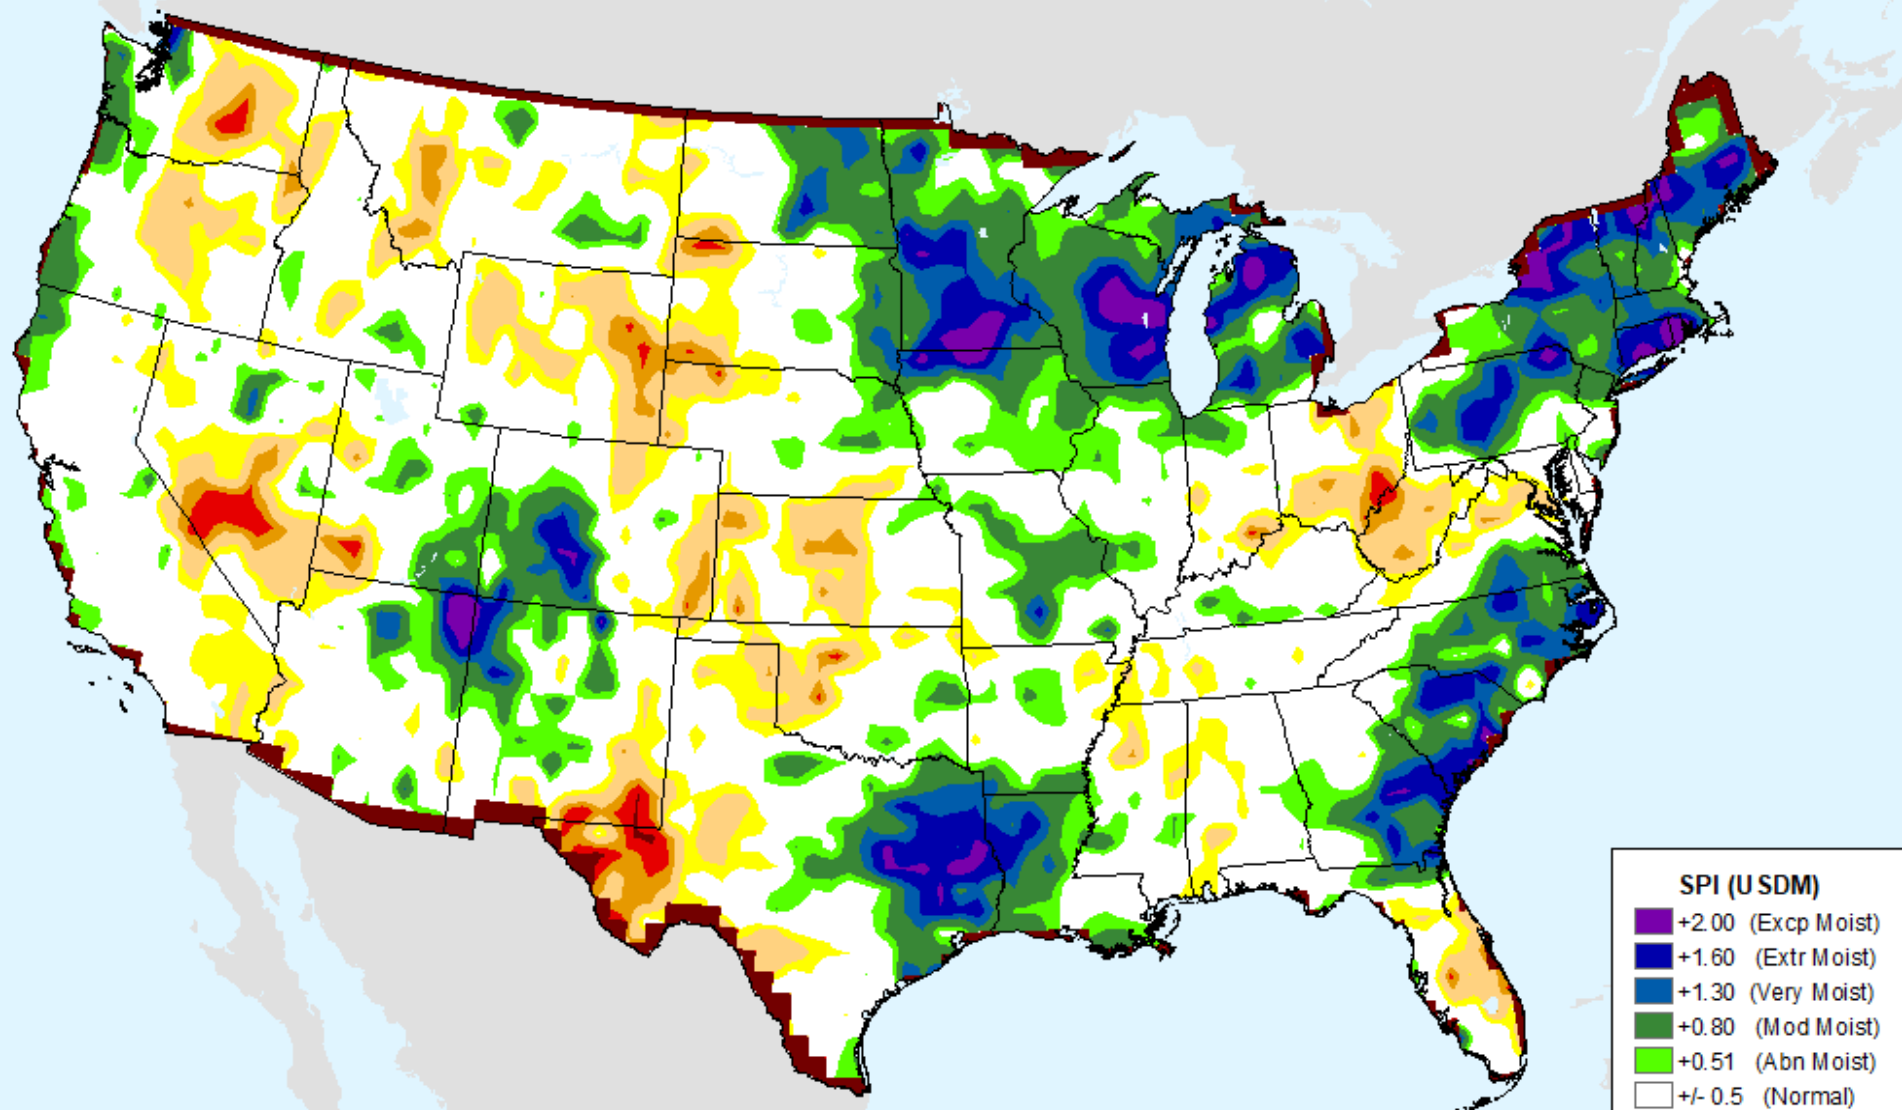 SPI (USDM)
+2.00 (Excp Moist)
+1.60 (Extr Moist)
+1.30 (Very Moist)
+0.80 (Mod Moist)
+0.51 (Abn Moist)
+/- 0.5 (Normal)